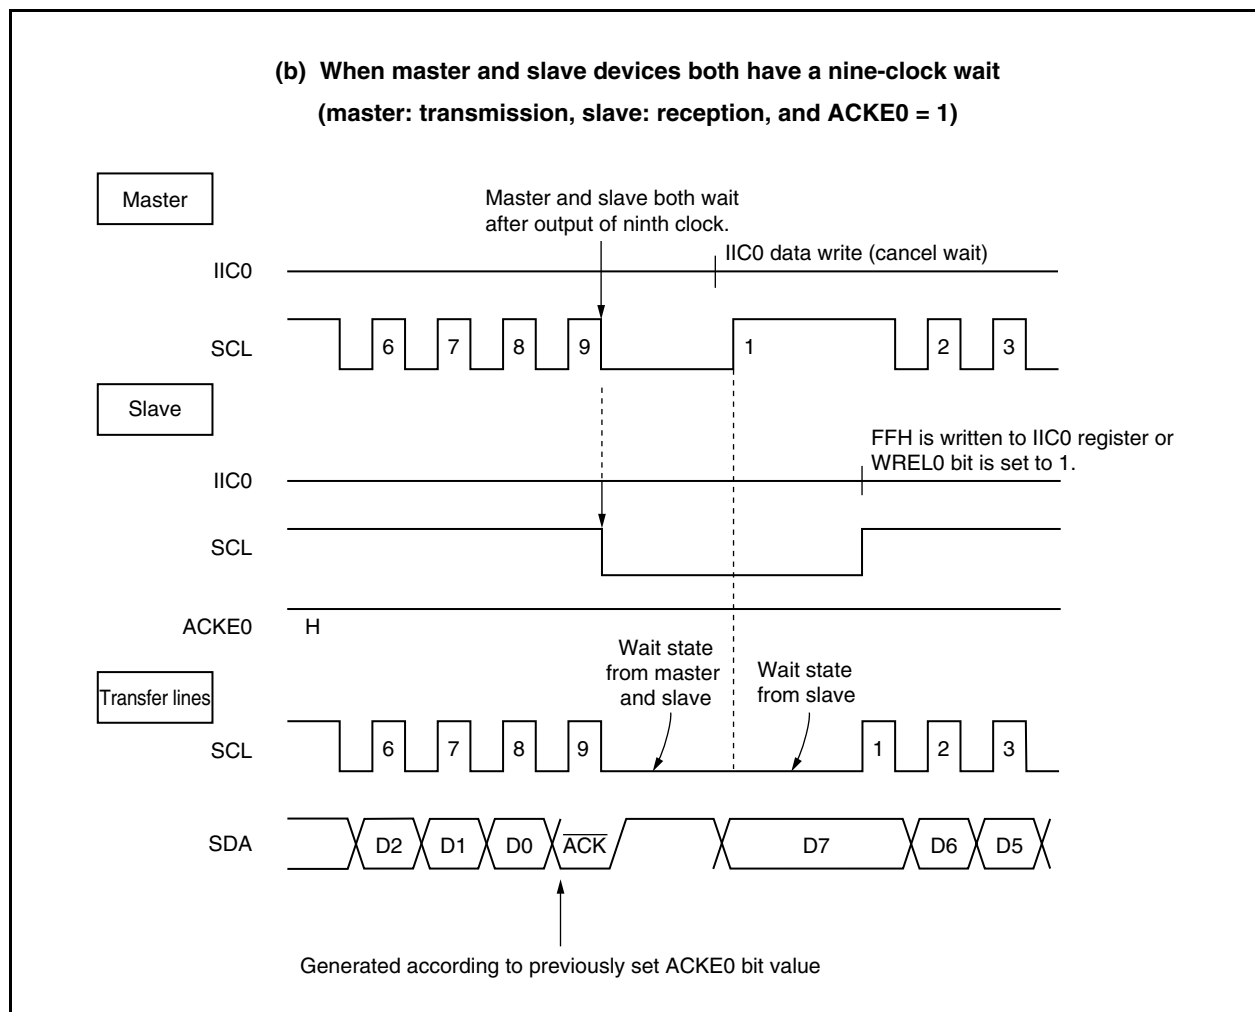 (b) When master and slave devices both have a nine-clock wait
(master: transmission, slave: reception, and ACKE0 = 1)
Master
Master and slave both wait
after output of ninth clock.
IIC0
IIC0 data write (cancel wait)
SCL
6 7 8 9 1 2 3
Slave
FFH is written to IIC0 register or
WREL0 bit is set to 1.
IIC0
SCL
ACKE0
H
Wait state
from master
and slave
Wait state
from slave
Transfer lines
SCL
6 7 8 9 1 2 3
SDA
D2 D1 D0 ACK D7 D6 D5
Generated according to previously set ACKE0 bit value